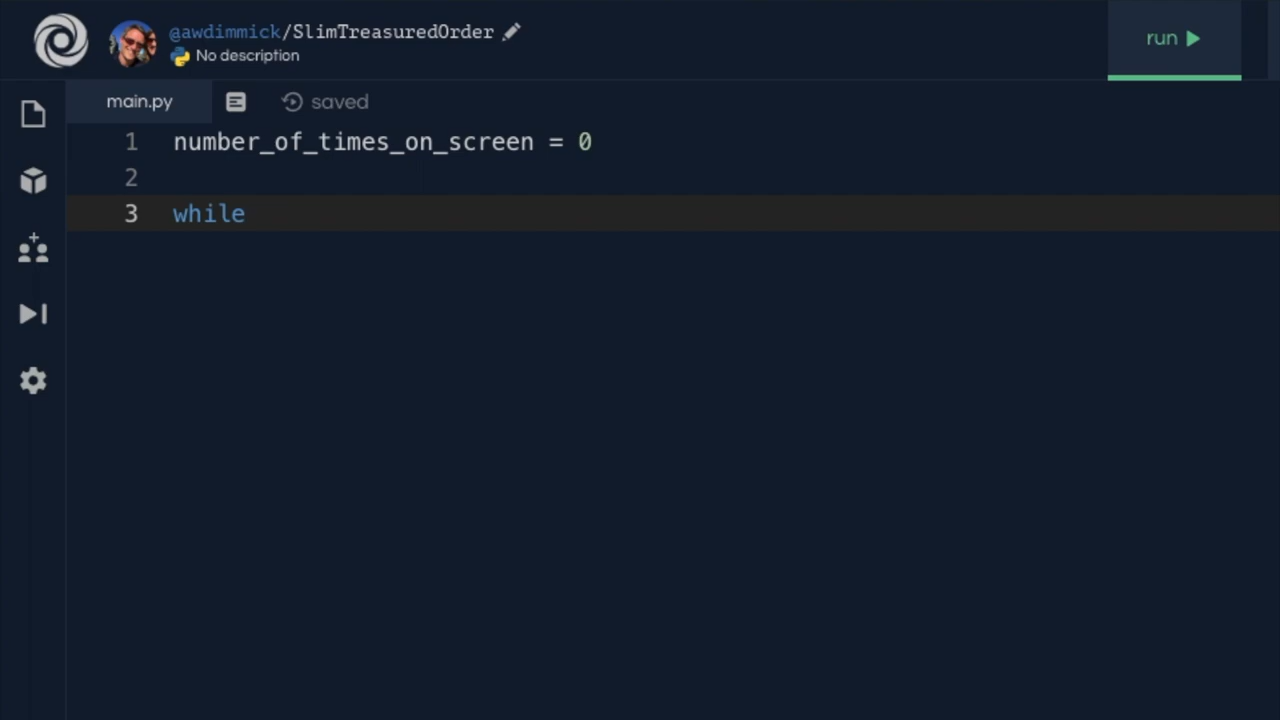 @awdimmick/SlimTreasuredOrder
No description
run
main.py
saved
1 number_of_times_on_screen = 0
2
3 while